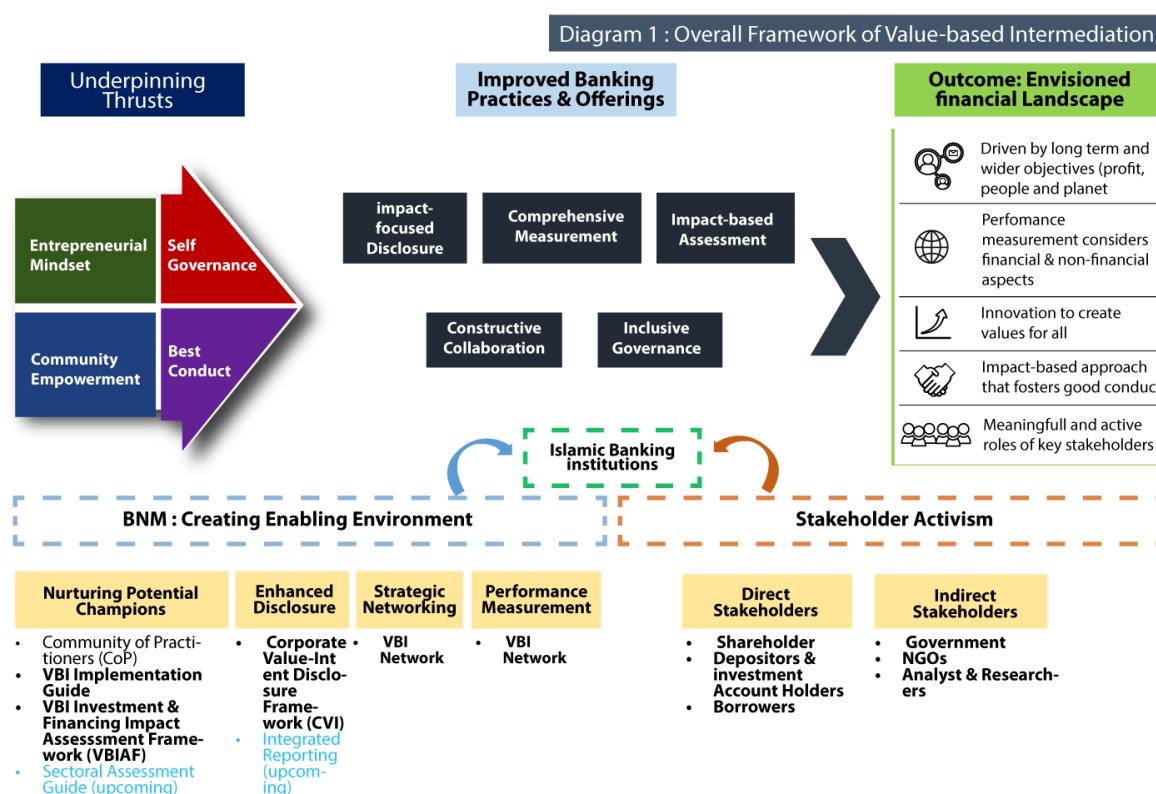 Diagram 1 : Overall Framework of Value-based Intermediation
Underpinning
Thrusts
Improved Banking
Practices & Offerings
Outcome: Envisioned
financial Landscape
Entrepreneurial
Mindset
Self
Governance
Community
Empowerment
Best
Conduct
impact-
focused
Disclosure
Comprehensive
Measurement
Impact-based
Assessment
Constructive
Collaboration
Inclusive
Governance
Driven by long term and
wider objectives (profit,
people and planet
Perfomance
measurement considers
financial & non-financial
aspects
Innovation to create
values for all
Impact-based approach
that fosters good conduc
Meaningfull and active
roles of key stakeholders
Islamic Banking
institutions
BNM : Creating Enabling Environment
Stakeholder Activism
Nurturing Potential
Champions
• Community of Practi-
tioners (CoP)
• VBI Implementation
Guide
• VBI Investment &
Financing Impact
Assesssment Frame-
work (VBIAF)
• Sectoral Assessment
Guide (upcoming)
Enhanced
Disclosure
• Corporate
Value-Int
ent Disclo-
sure
Frame-
work (CVI)
• Integrated
Reporting
(upcom-
ing)
Strategic
Networking
• VBI
Network
Performance
Measurement
• VBI
Network
Direct
Stakeholders
• Shareholder
• Depositors &
investment
Account Holders
• Borrowers
Indirect
Stakeholders
• Government
• NGOs
• Analyst & Research-
ers